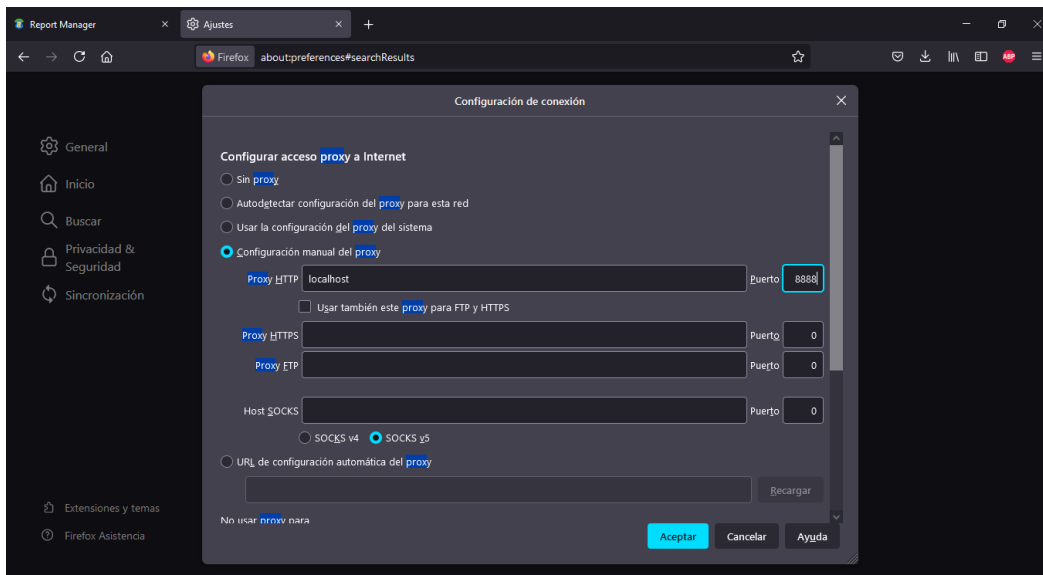 Report Manager
Ajustes
Firefox about:preferences#searchResults
ABP
Configuración de conexión
General
Inicio
Buscar
Privacidad &
Seguridad
Sincronización
Extensiones y temas
Firefox Asistencia
Configurar acceso proxy a Internet
Sin proxy
Autodetectar configuración del proxy para esta red
Usar la configuración del proxy del sistema
Configuración manual del proxy
Proxy HTTP localhost Puerto 8888
Usar también este proxy para FTP y HTTPS
Proxy HTTPS Puerto 0
Proxy FTP Puerto 0
Host SOCKS Puerto 0
SOCKS v4 SOCKS v5
URL de configuración automática del proxy
Recargar
No usar proxy para
Aceptar Cancelar Ayuda